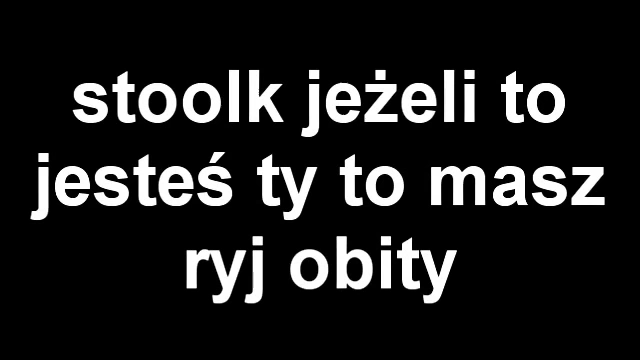 stoolk jeżeli to
jesteś ty to masz
ryj obity